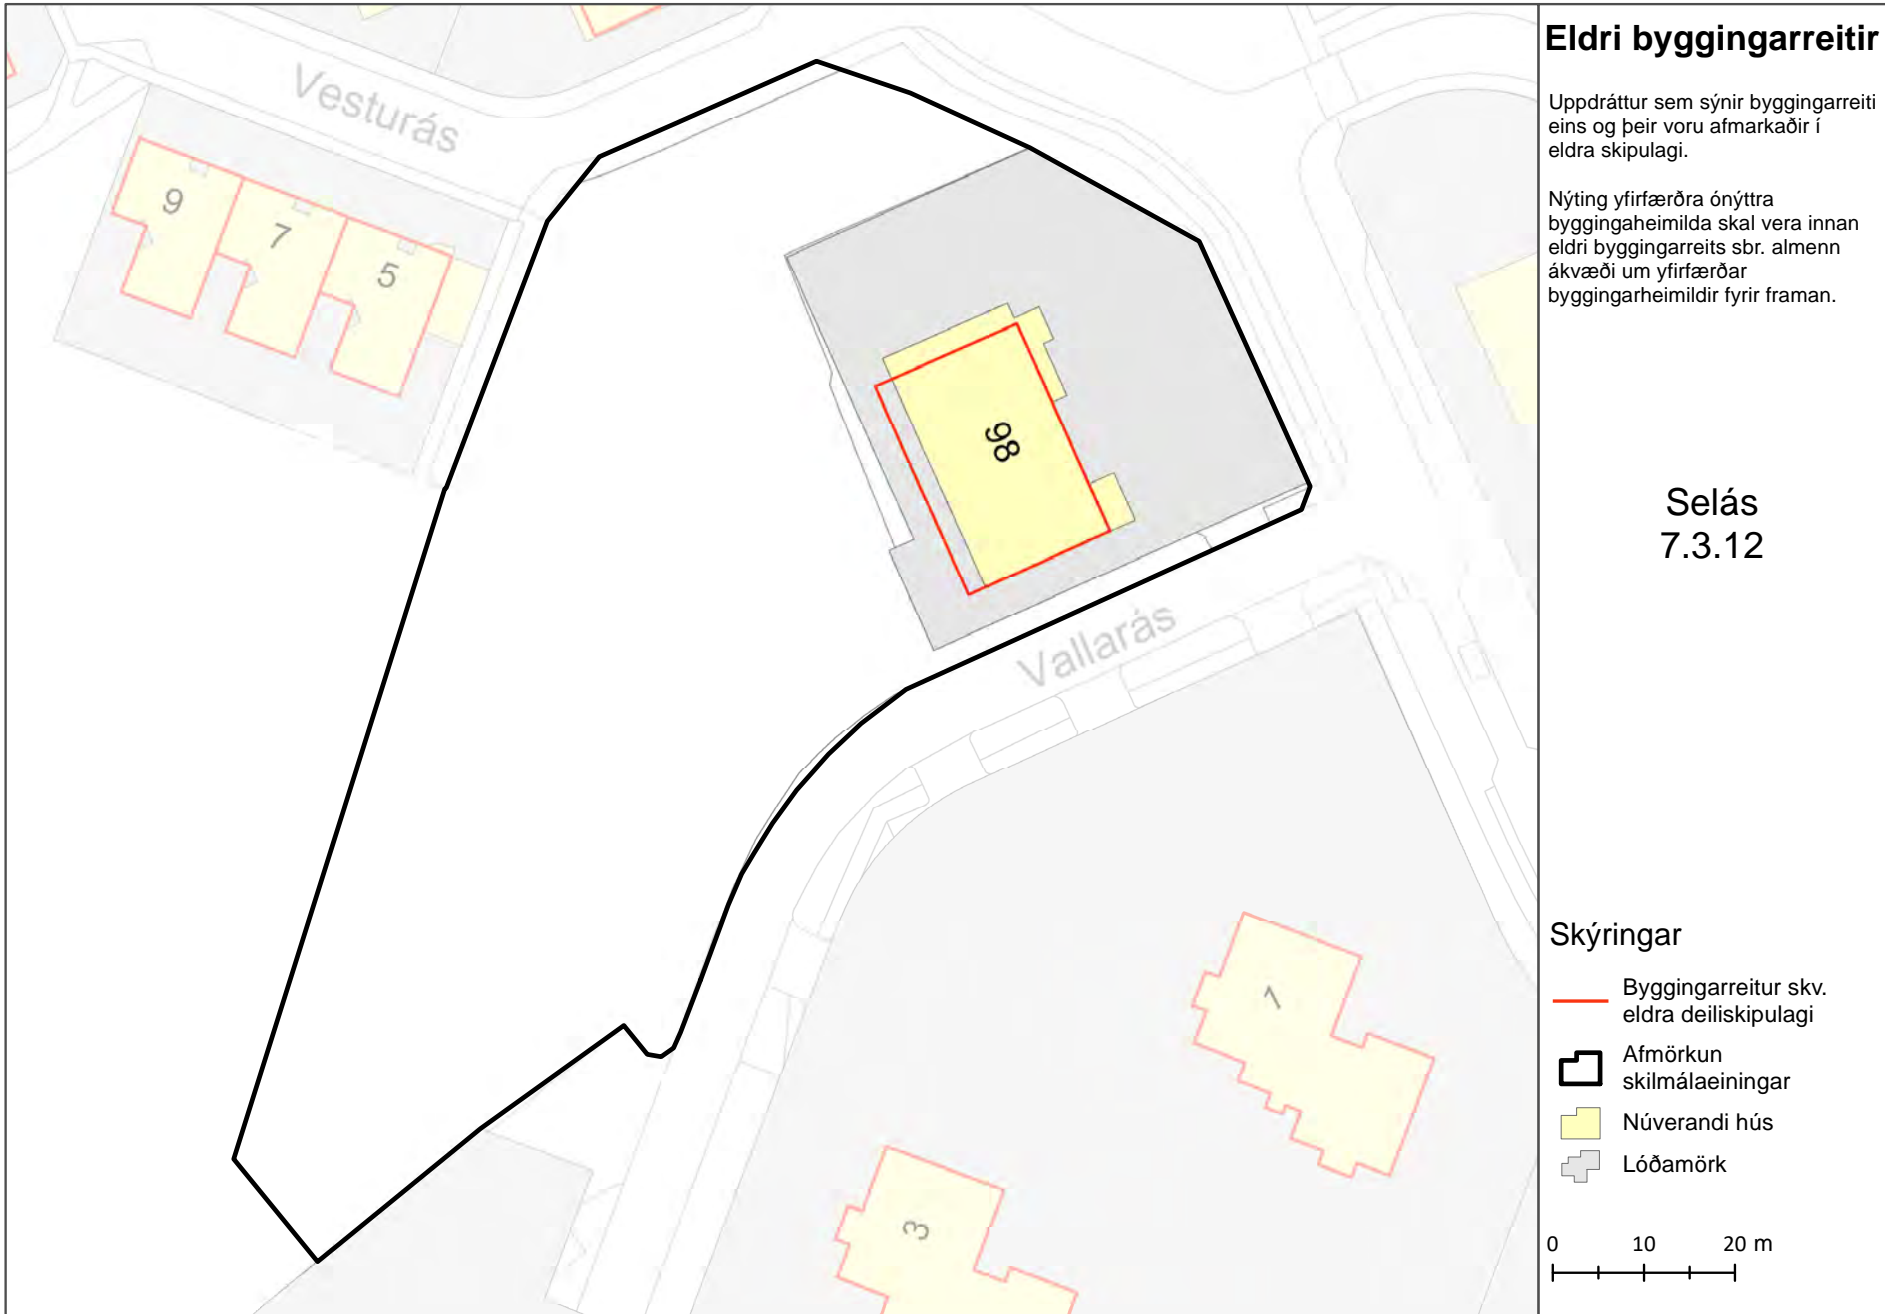 Eldri byggingarreitir
Uppdráttur sem sýnir byggingarreiti
eins og þeir voru afmarkaðir í
eldra skipulagi.
Nýting yfirfærðra ónýttra
byggingaheimilda skal vera innan
eldri byggingarreits sbr. almenn
ákvæði um yfirfærðar
byggingarheimildir fyrir framan.
Selás
7.3.12
Skýringar
Byggingarreitur skv.
eldra deiliskipulagi
Afmörkun
skilmálaeiningar
Núverandi hús
Lóðamörk
0 10 20 m
Vesturás
9
7
5
98
Vallarás
1
3